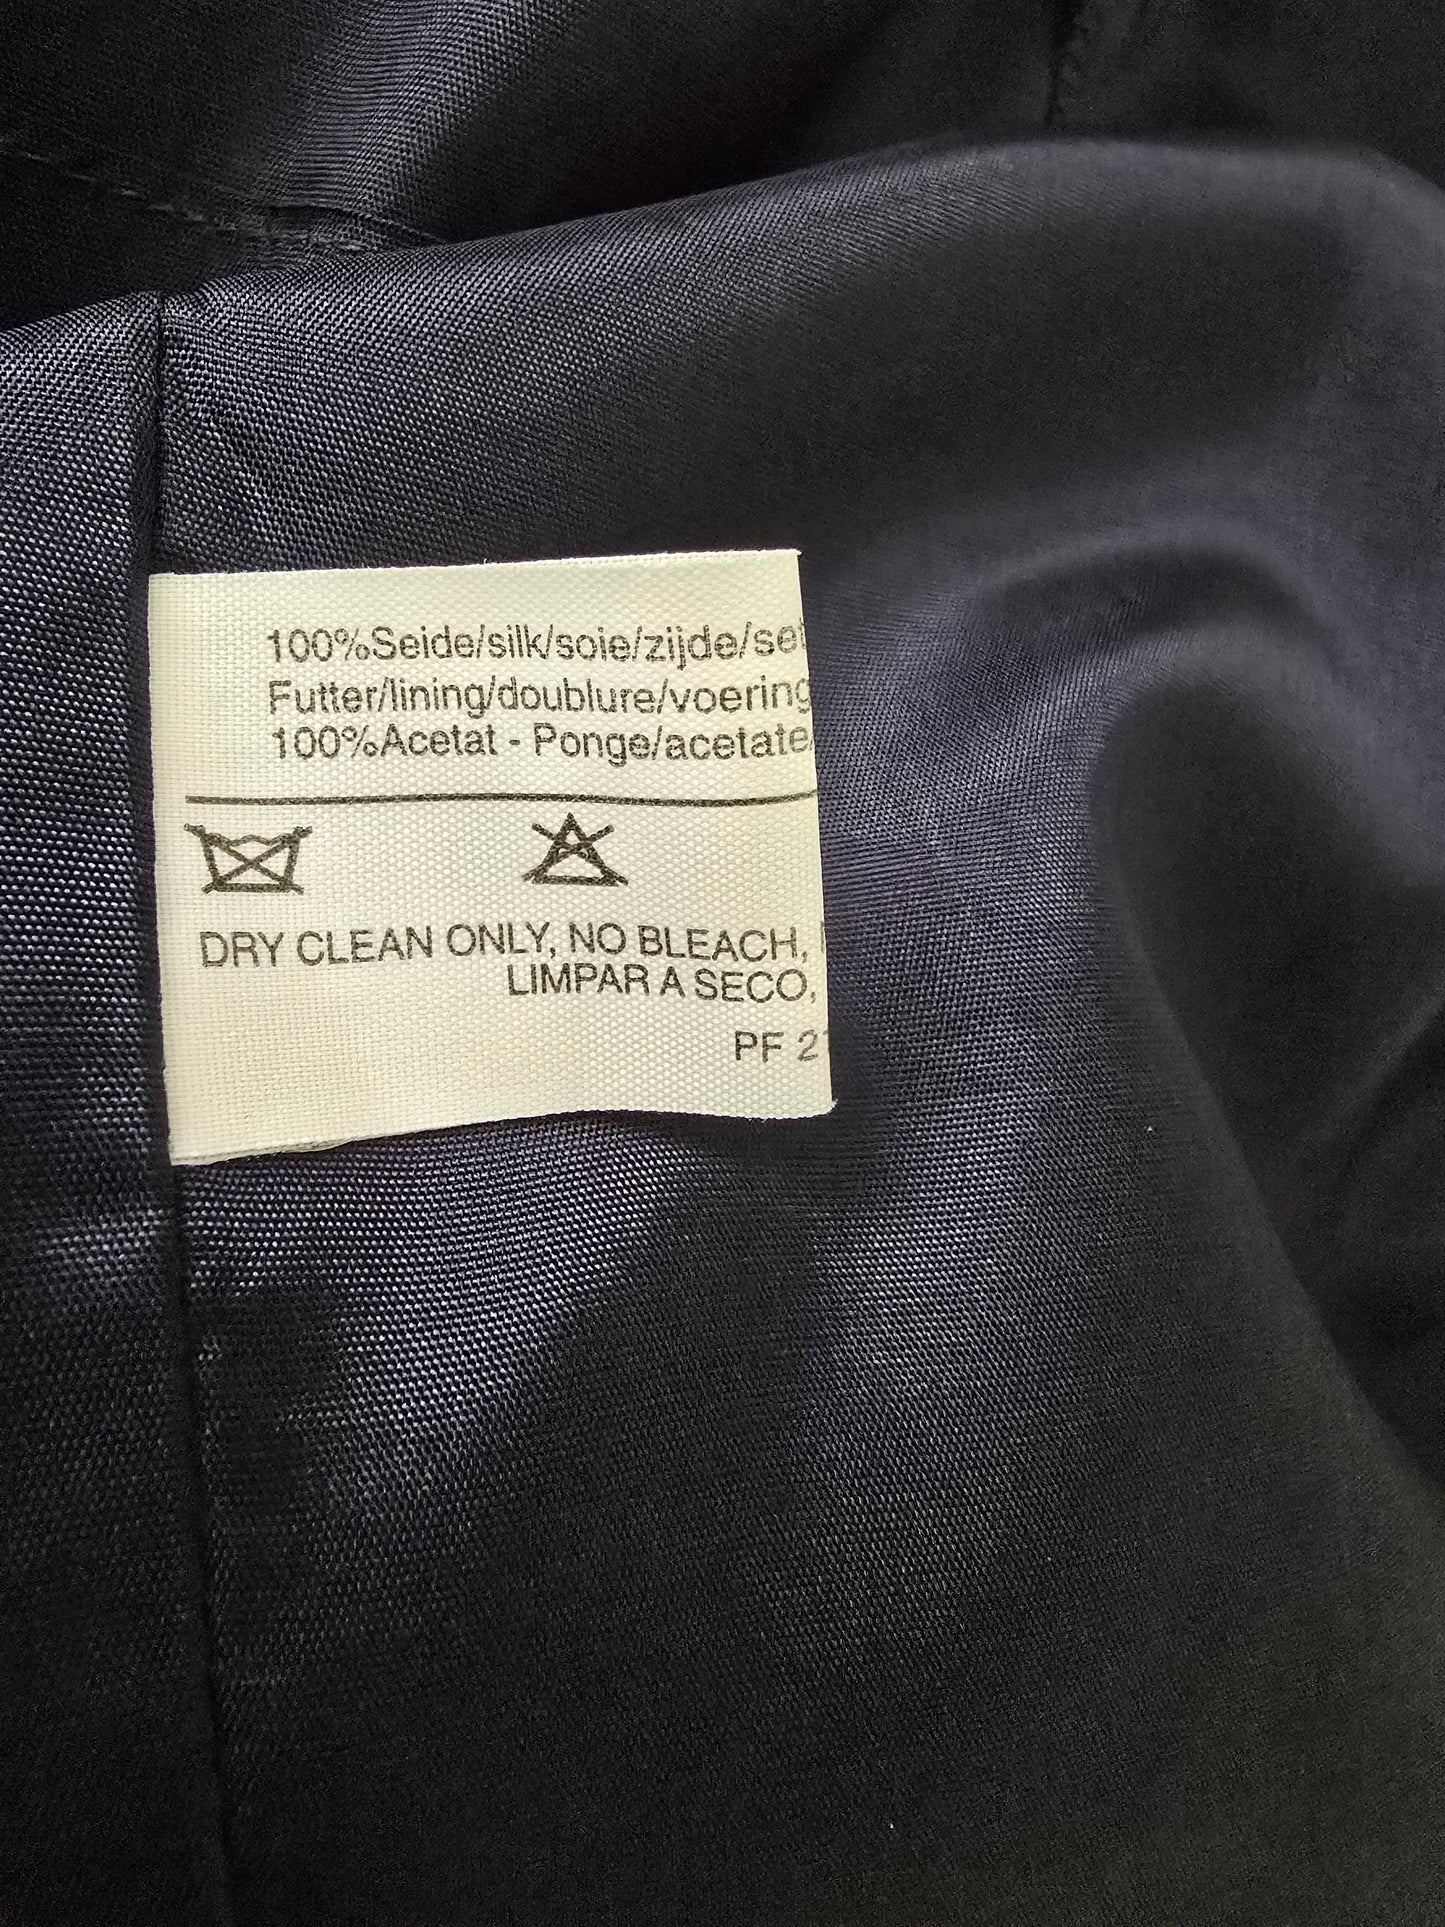 100%Seide/silk/soie/zijde/set
Futter/lining/doublure/voering
100%Acetat - Ponge/acetate/
DRY CLEAN ONLY, NO BLEACH,
LIMPAR A SECO,
PF 21